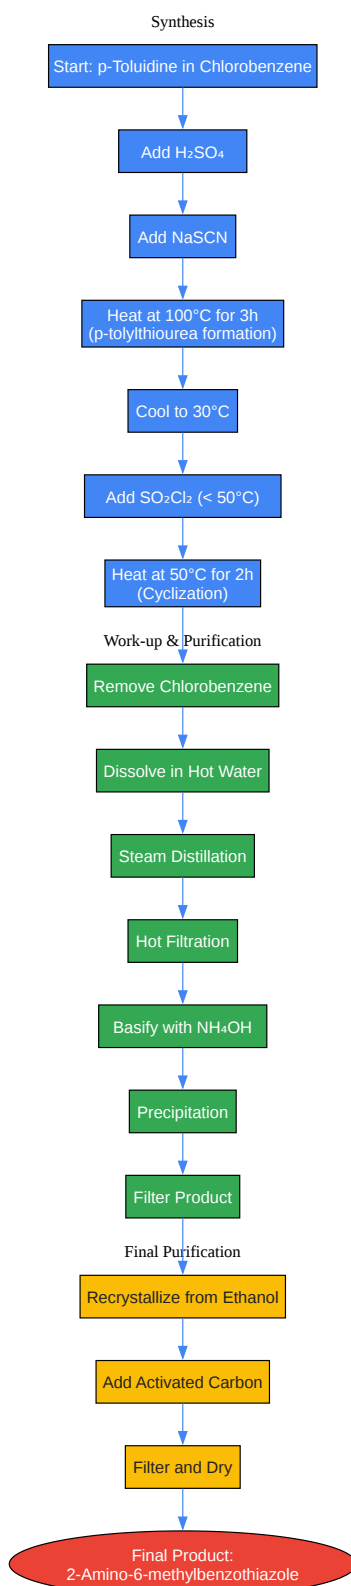 Synthesis
Start: p-Toluidine in Chlorobenzene
Add H₂SO₄
Add NaSCN
Heat at 100°C for 3h
(p-tolylthiourea formation)
Cool to 30°C
Add SO₂Cl₂ (< 50°C)
Heat at 50°C for 2h
(Cyclization)
Work-up & Purification
Remove Chlorobenzene
Dissolve in Hot Water
Steam Distillation
Hot Filtration
Basify with NH₄OH
Precipitation
Filter Product
Final Purification
Recrystallize from Ethanol
Add Activated Carbon
Filter and Dry
Final Product:
2-Amino-6-methylbenzothiazole